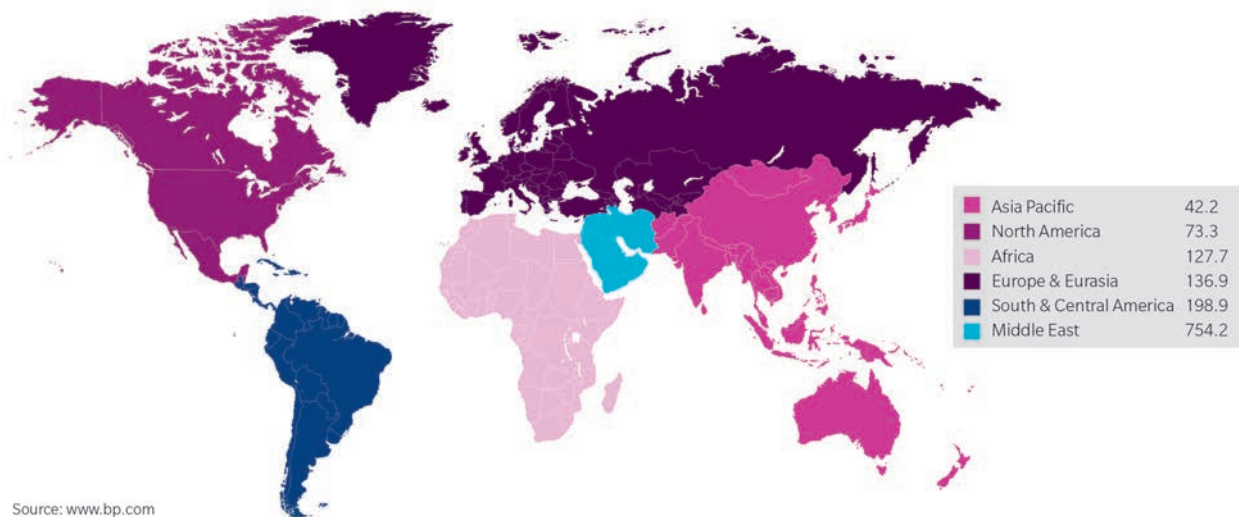 Asia Pacific 42.2
North America 73.3
Africa 127.7
Europe & Eurasia 136.9
South & Central America 198.9
Middle East 754.2
Source: www.bp.com